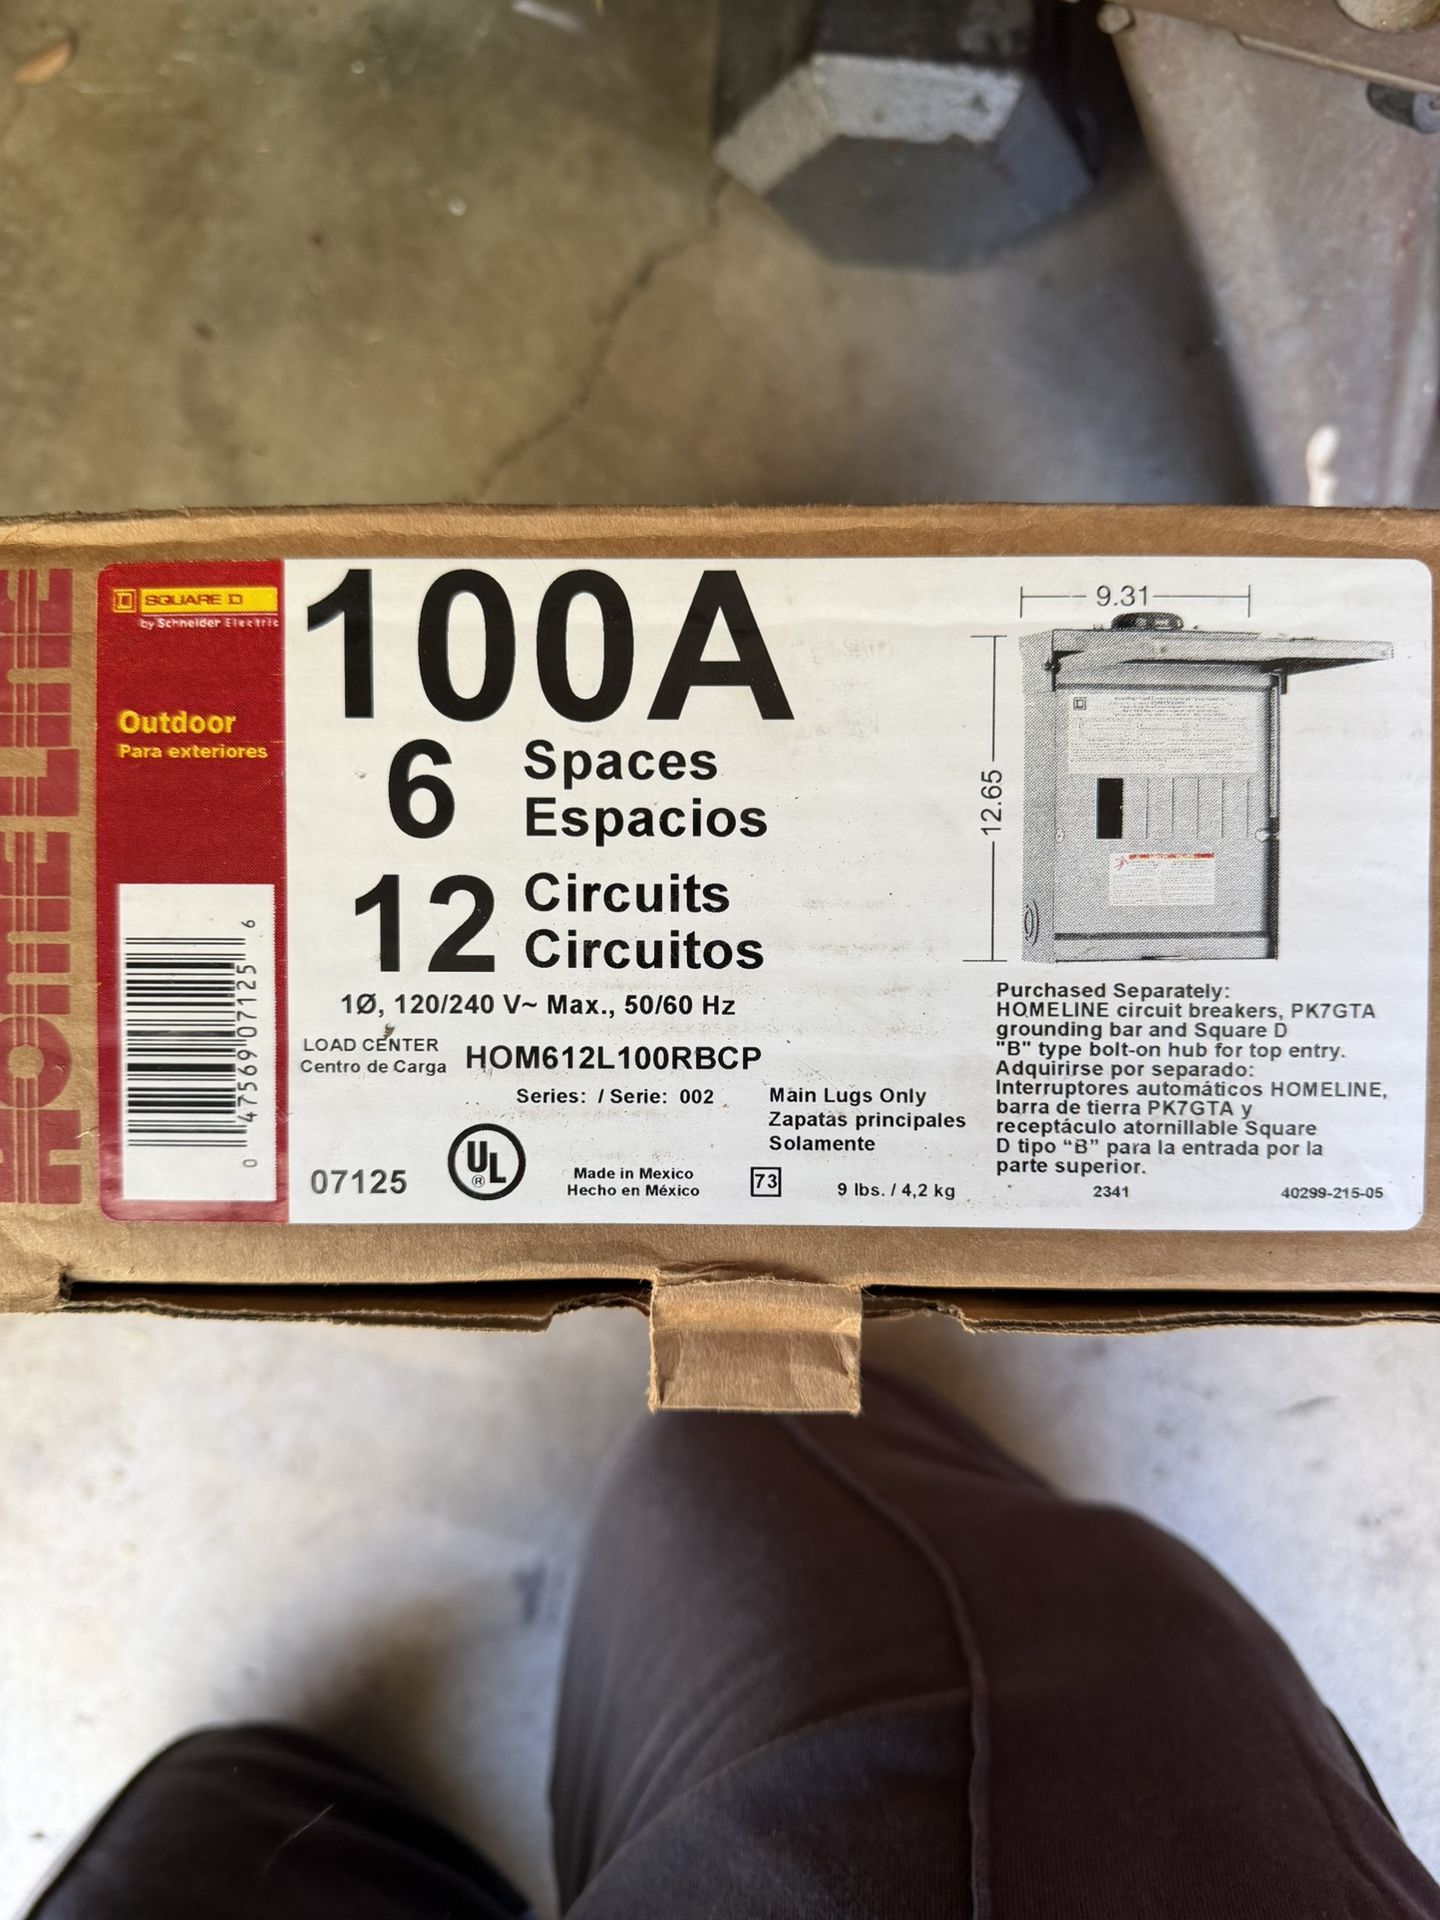 HOMELINE
SQUARE D
by Schneider Electric
Outdoor
Para exteriores
0 47569 07125 6
100A
6 Spaces
Espacios
12 Circuits
Circuitos
1Ø, 120/240 V~ Max., 50/60 Hz
LOAD CENTER
Centro de Carga
HOM612L100RBCP
Series: / Serie: 002
Main Lugs Only
Zapatas principales
Solamente
07125
UL
®
Made in Mexico
Hecho en México
73
9 lbs. / 4,2 kg
9.31
12.65
Purchased Separately:
HOMELINE circuit breakers, PK7GTA
grounding bar and Square D
"B" type bolt-on hub for top entry.
Adquirirse por separado:
Interruptores automáticos HOMELINE,
barra de tierra PK7GTA y
receptáculo atornillable Square
D tipo “B” para la entrada por la
parte superior.
2341
40299-215-05